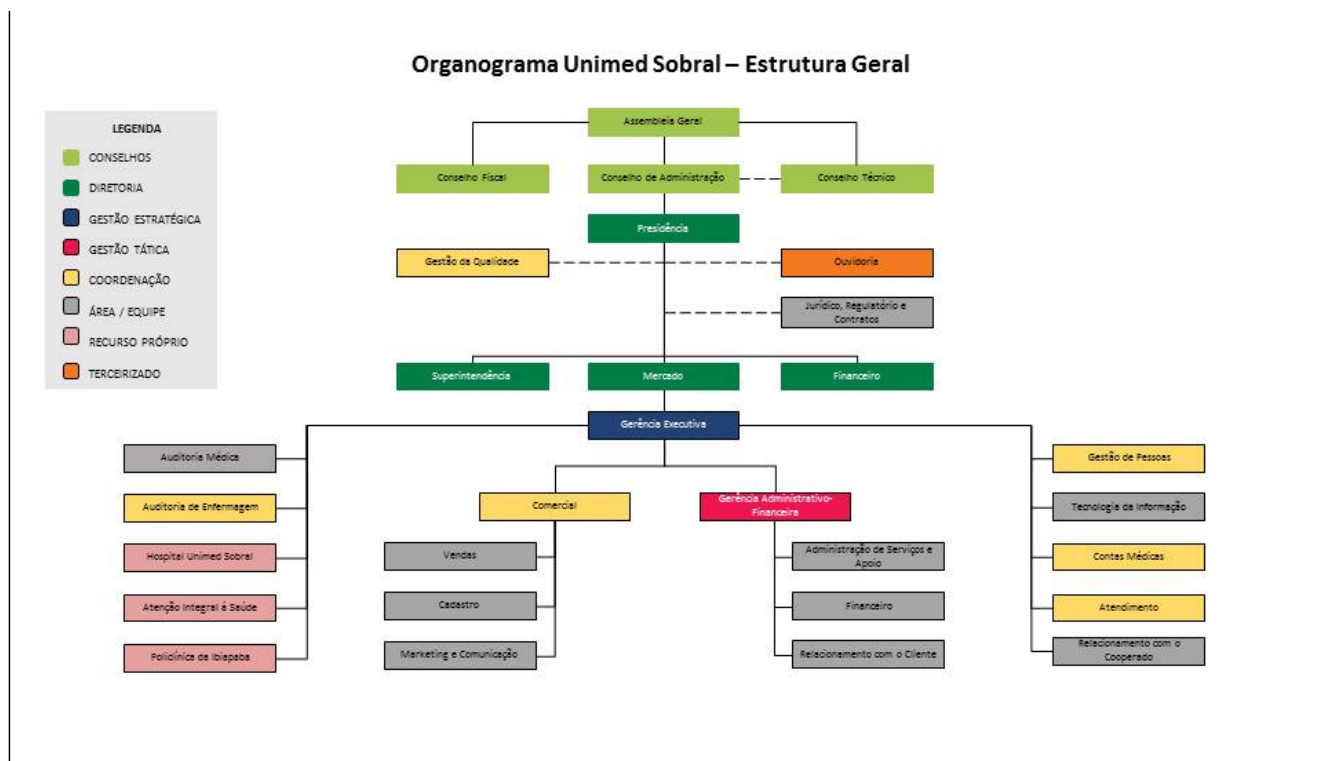 Organograma Unimed Sobral – Estrutura Geral
LEGENDA
CONSELHOS
DIRETORIA
GESTÃO ESTRATÉGICA
GESTÃO TÁTICA
COORDENAÇÃO
ÁREA / EQUIPE
RECURSO PRÓPRIO
TERCEIRIZADO
Assembleia Geral
Conselho Fiscal
Conselho de Administração
Conselho Técnico
Presidência
Gestão da Qualidade
Ouvidoria
Jurídico, Regulatório e
Contratos
Superintendência
Mercado
Financeiro
Gerência Executiva
Auditoria Médica
Auditoria de Enfermagem
Hospital Unimed Sobral
Atenção Integral á Saúde
Policlínica da Ibiapaba
Comercial
Vendas
Cadastro
Marketing e Comunicação
Gerência Administrativo-
Financeira
Administração de Serviços e
Apoio
Financeiro
Relacionamento com o Cliente
Gestão de Pessoas
Tecnologia da Informação
Contas Médicas
Atendimento
Relacionamento com o
Cooperado